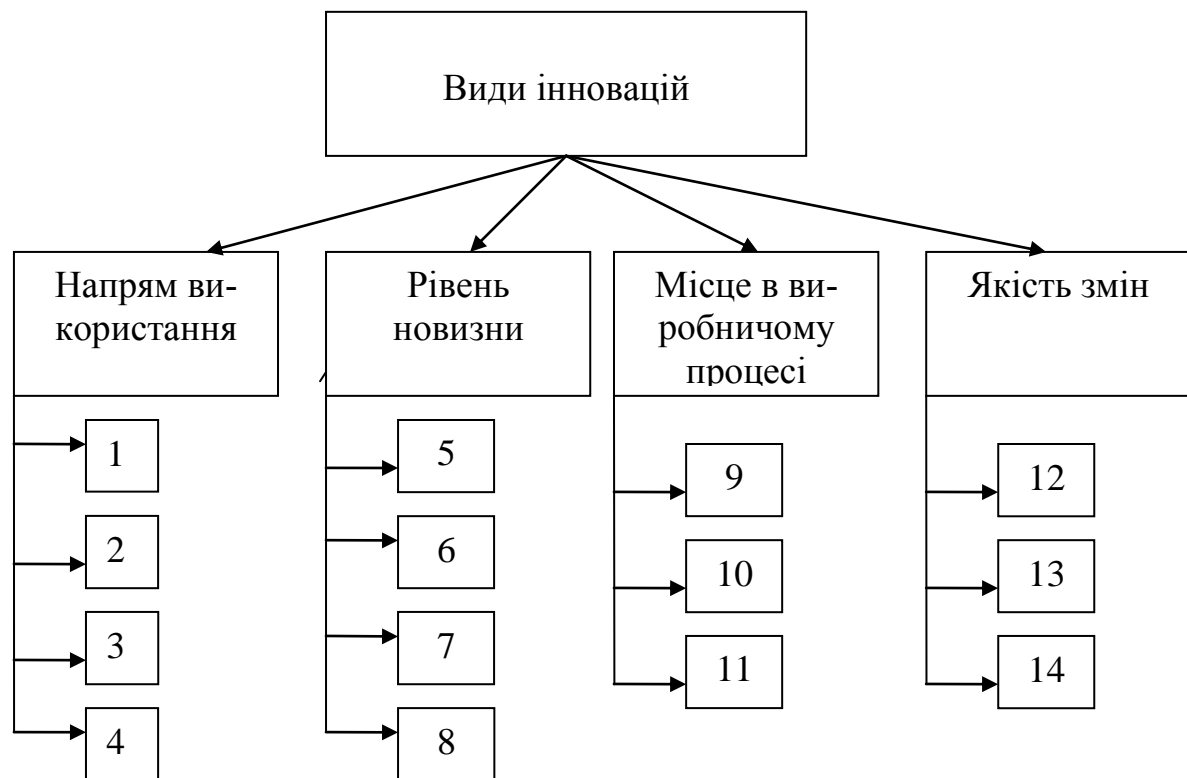 Види інновацій
Напрям ви-
користання
Рівень
новизни
Місце в ви-
робничому
процесі
Якість змін
1
2
3
4
5
6
7
8
9
10
11
12
13
14